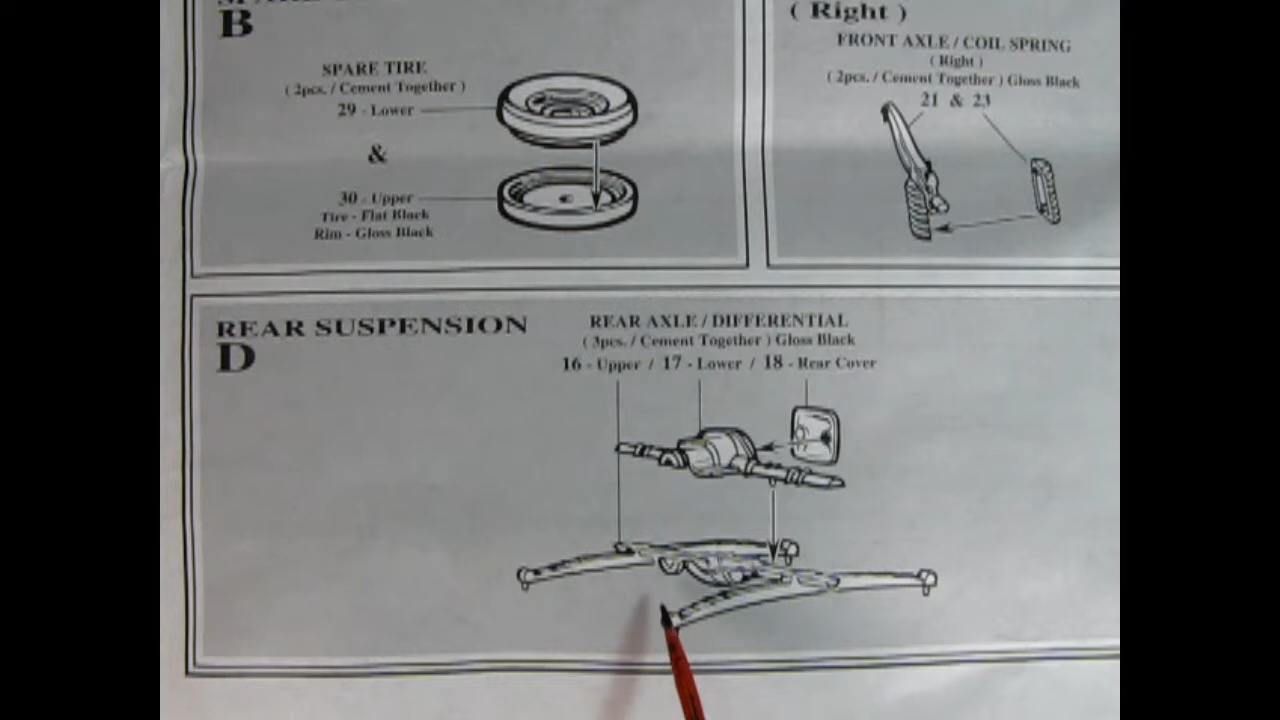 B
SPARE TIRE
( 2pcs. / Cement Together )
29 - Lower
&
30 - Upper
Tire - Flat Black
Rim - Gloss Black
( Right )
FRONT AXLE / COIL SPRING
( Right )
( 2pcs. / Cement Together ) Gloss Black
21 & 23
REAR SUSPENSION
D
REAR AXLE / DIFFERENTIAL
( 3pcs. / Cement Together ) Gloss Black
16 - Upper / 17 - Lower / 18 - Rear Cover